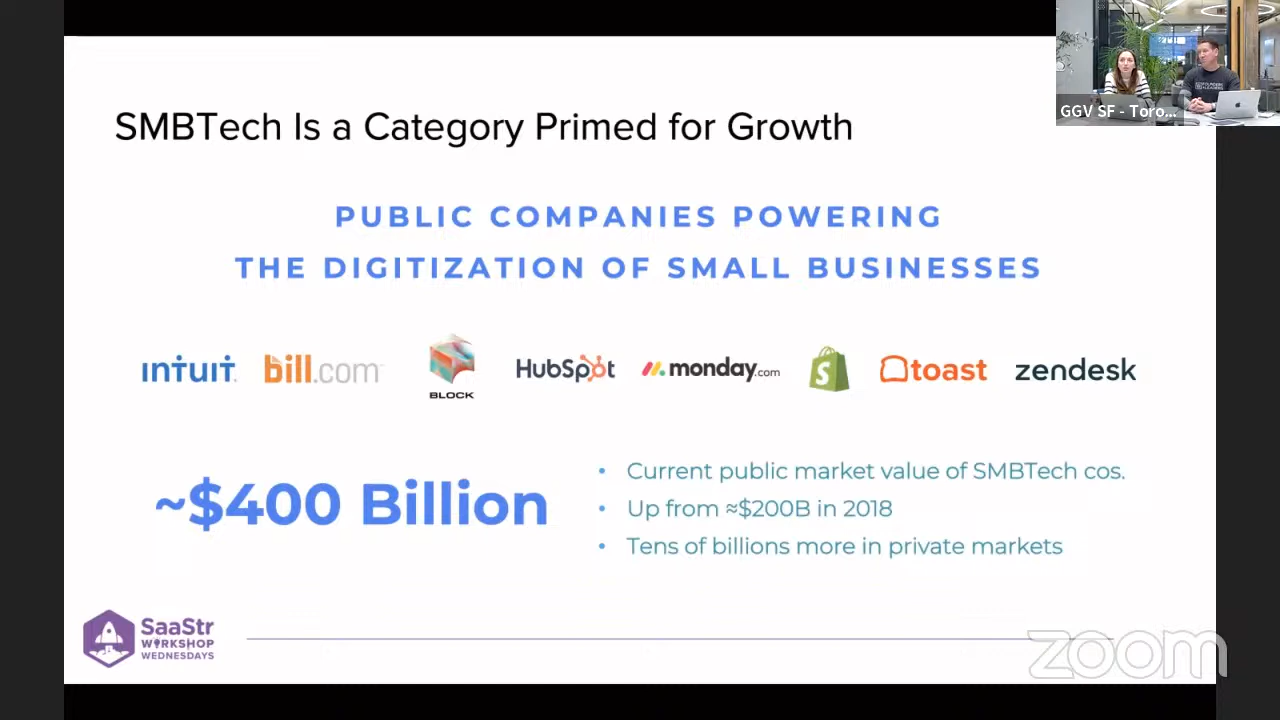 GGV SF - Toro...
SMBTech Is a Category Primed for Growth
PUBLIC COMPANIES POWERING
THE DIGITIZATION OF SMALL BUSINESSES
intuit. bill.com BLOCK HubSpot monday.com S toast zendesk
~$400 Billion
• Current public market value of SMBTech cos.
• Up from ≈$200B in 2018
• Tens of billions more in private markets
SaaStr
WORKSHOP
WEDNESDAYS
zoom